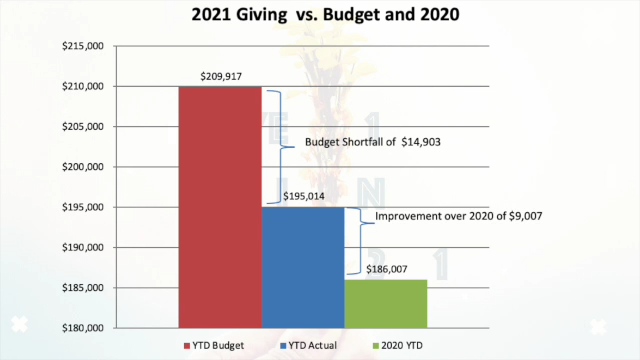 2021 Giving vs. Budget and 2020
$215,000
$210,000
$205,000
$200,000
$195,000
$190,000
$185,000
$180,000
$209,917
Budget Shortfall of $14,903
$195,014
Improvement over 2020 of $9,007
$186,007
YTD Budget
YTD Actual
2020 YTD